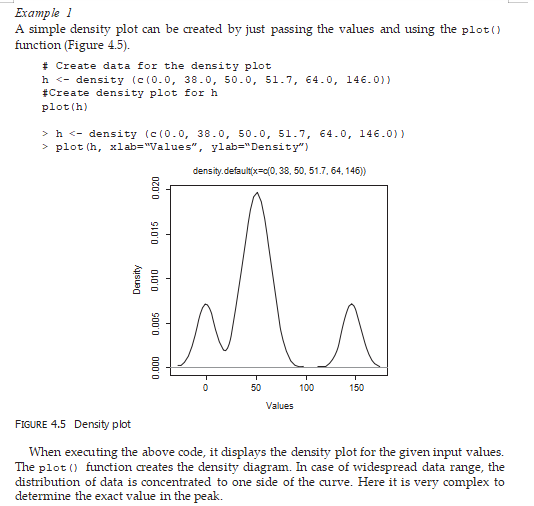 Example 1
A simple density plot can be created by just passing the values and using the plot()
function (Figure 4.5).
# Create data for the density plot
h <- density (c(0.0, 38.0, 50.0, 51.7, 64.0, 146.0))
#Create density plot for h
plot(h)
> h <- density (c(0.0, 38.0, 50.0, 51.7, 64.0, 146.0))
> plot(h, xlab="Values", ylab="Density")
density.default(x=c(0, 38, 50, 51.7, 64, 146))
0.020
0.015
0.010
0.005
0.000
Density
0 50 100 150
Values
FIGURE 4.5 Density plot
When executing the above code, it displays the density plot for the given input values.
The plot() function creates the density diagram. In case of widespread data range, the
distribution of data is concentrated to one side of the curve. Here it is very complex to
determine the exact value in the peak.